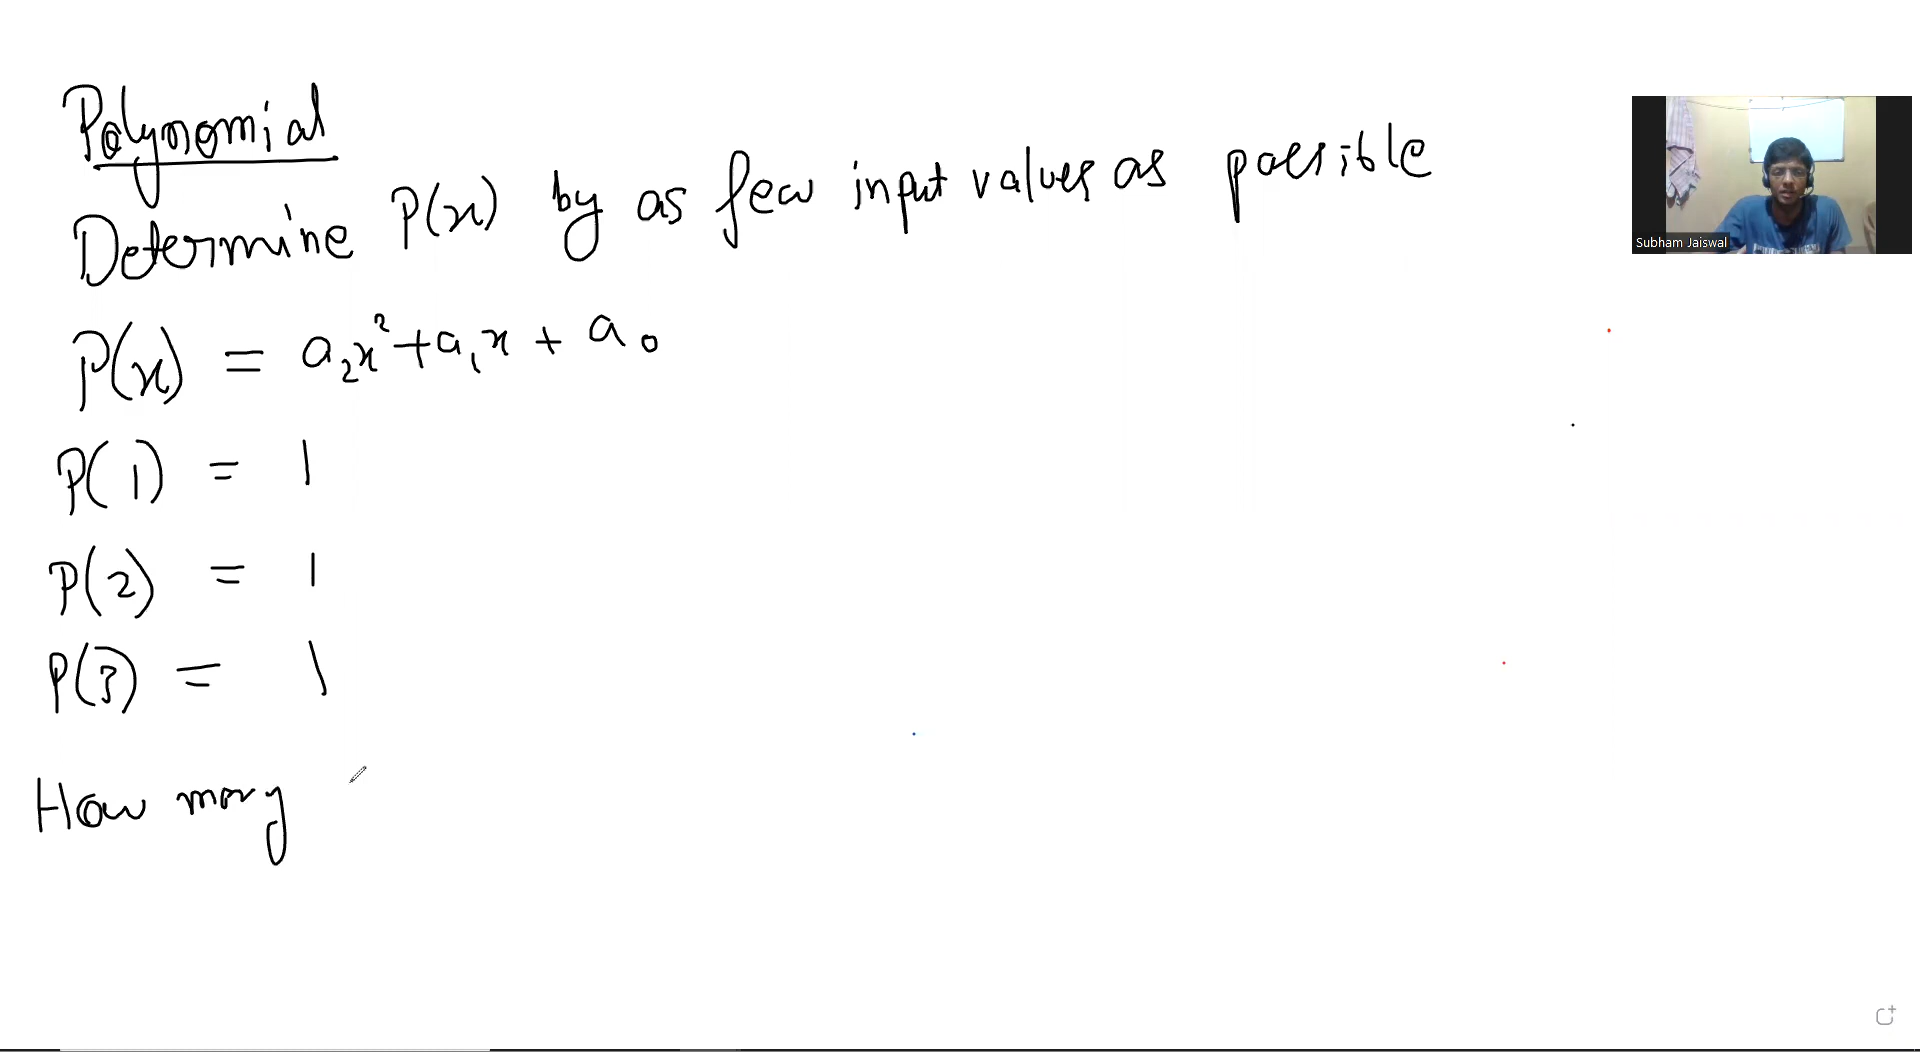 Polynomial
Determine P(x) by as few input values as possible
P(x) = a₂x² + a₁x + a₀
P(1) = 1
P(2) = 1
P(3) = 1
How many
Subham Jaiswal